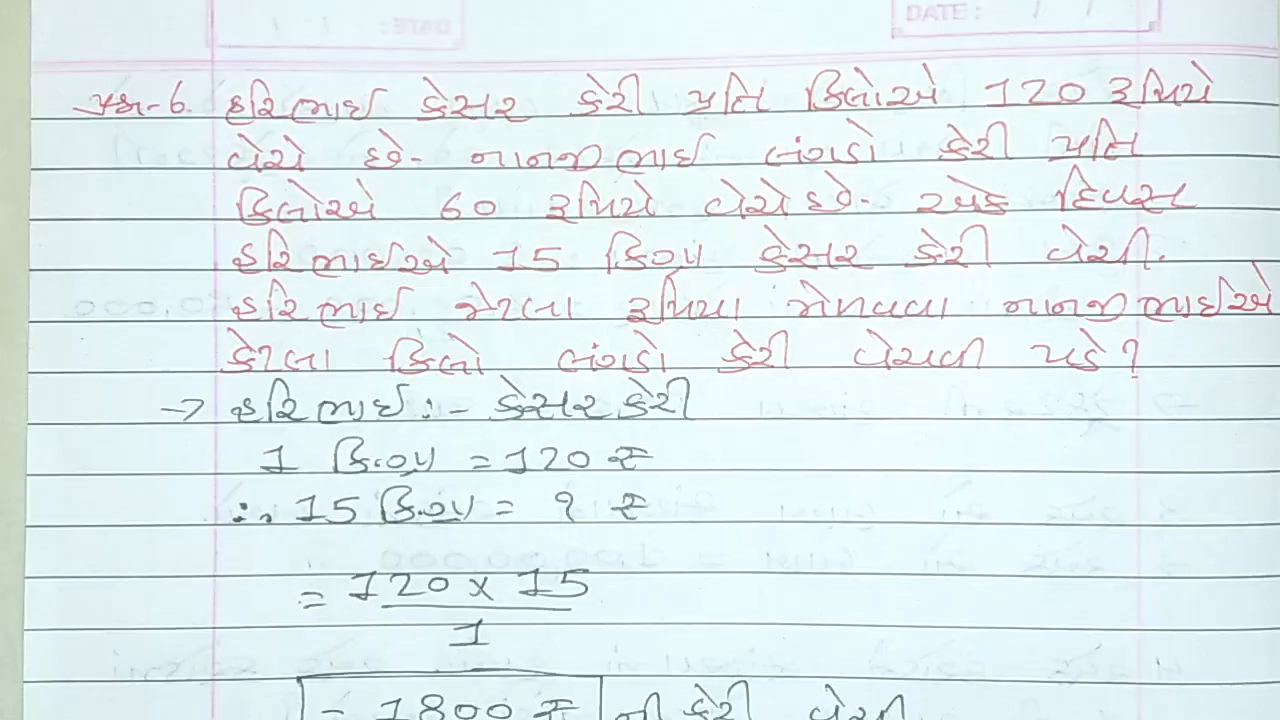 DATE: / /
પ્રશ્ન-6. હરિભાઈ કેસર કેરી પ્રતિ કિલોએ 120 રૂપિયે
વેચે છે. નાનજીભાઈ લંગડો કેરી પ્રતિ
કિલોએ 60 રૂપિયે વેચે છે. એક દિવસ
હરિભાઈએ 15 કિગ્રા કેસર કેરી વેચી.
હરિભાઈ જેટલા રૂપિયા મેળવવા નાનજીભાઈએ
કેટલા કિલો લંગડો કેરી વેચવી પડે?
→ હરિભાઈ :- કેસર કેરી
1 કિ.ગ્રા = 120 ₹
∴ 15 કિ.ગ્રા = ? ₹
= 120 x 15
1
= 1800 ₹ ની કેરી વેચી